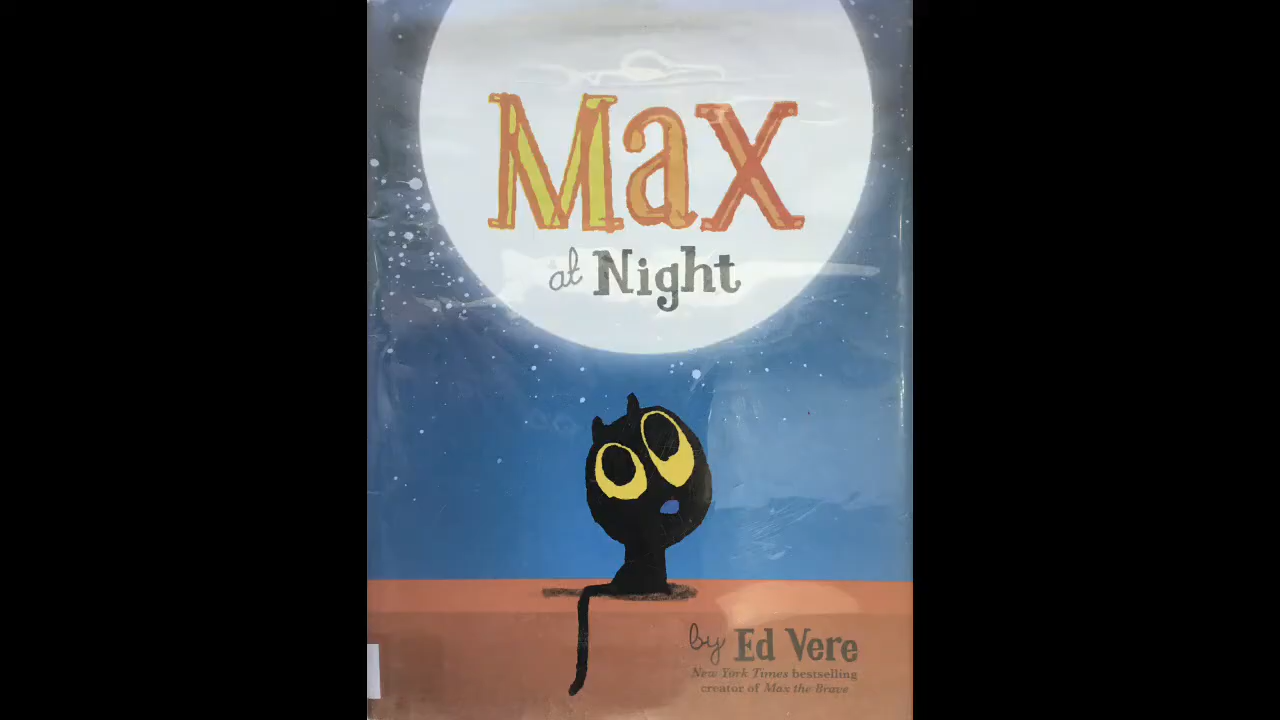 Max
at Night
by Ed Vere
New York Times bestselling
creator of Max the Brave